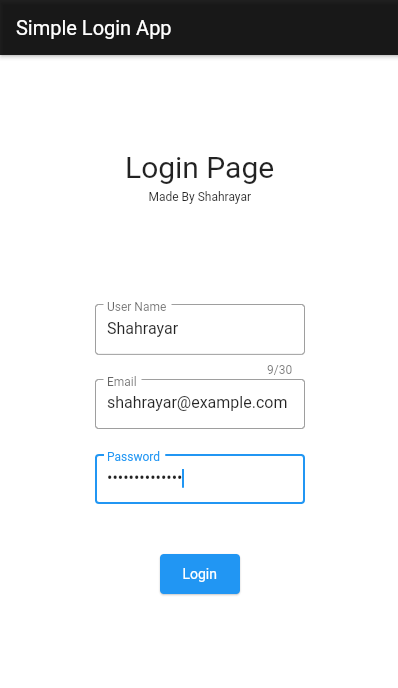 Simple Login App
Login Page
Made By Shahrayar
User Name
Shahrayar
9/30
Email
shahrayar@example.com
Password
••••••••••••••
Login